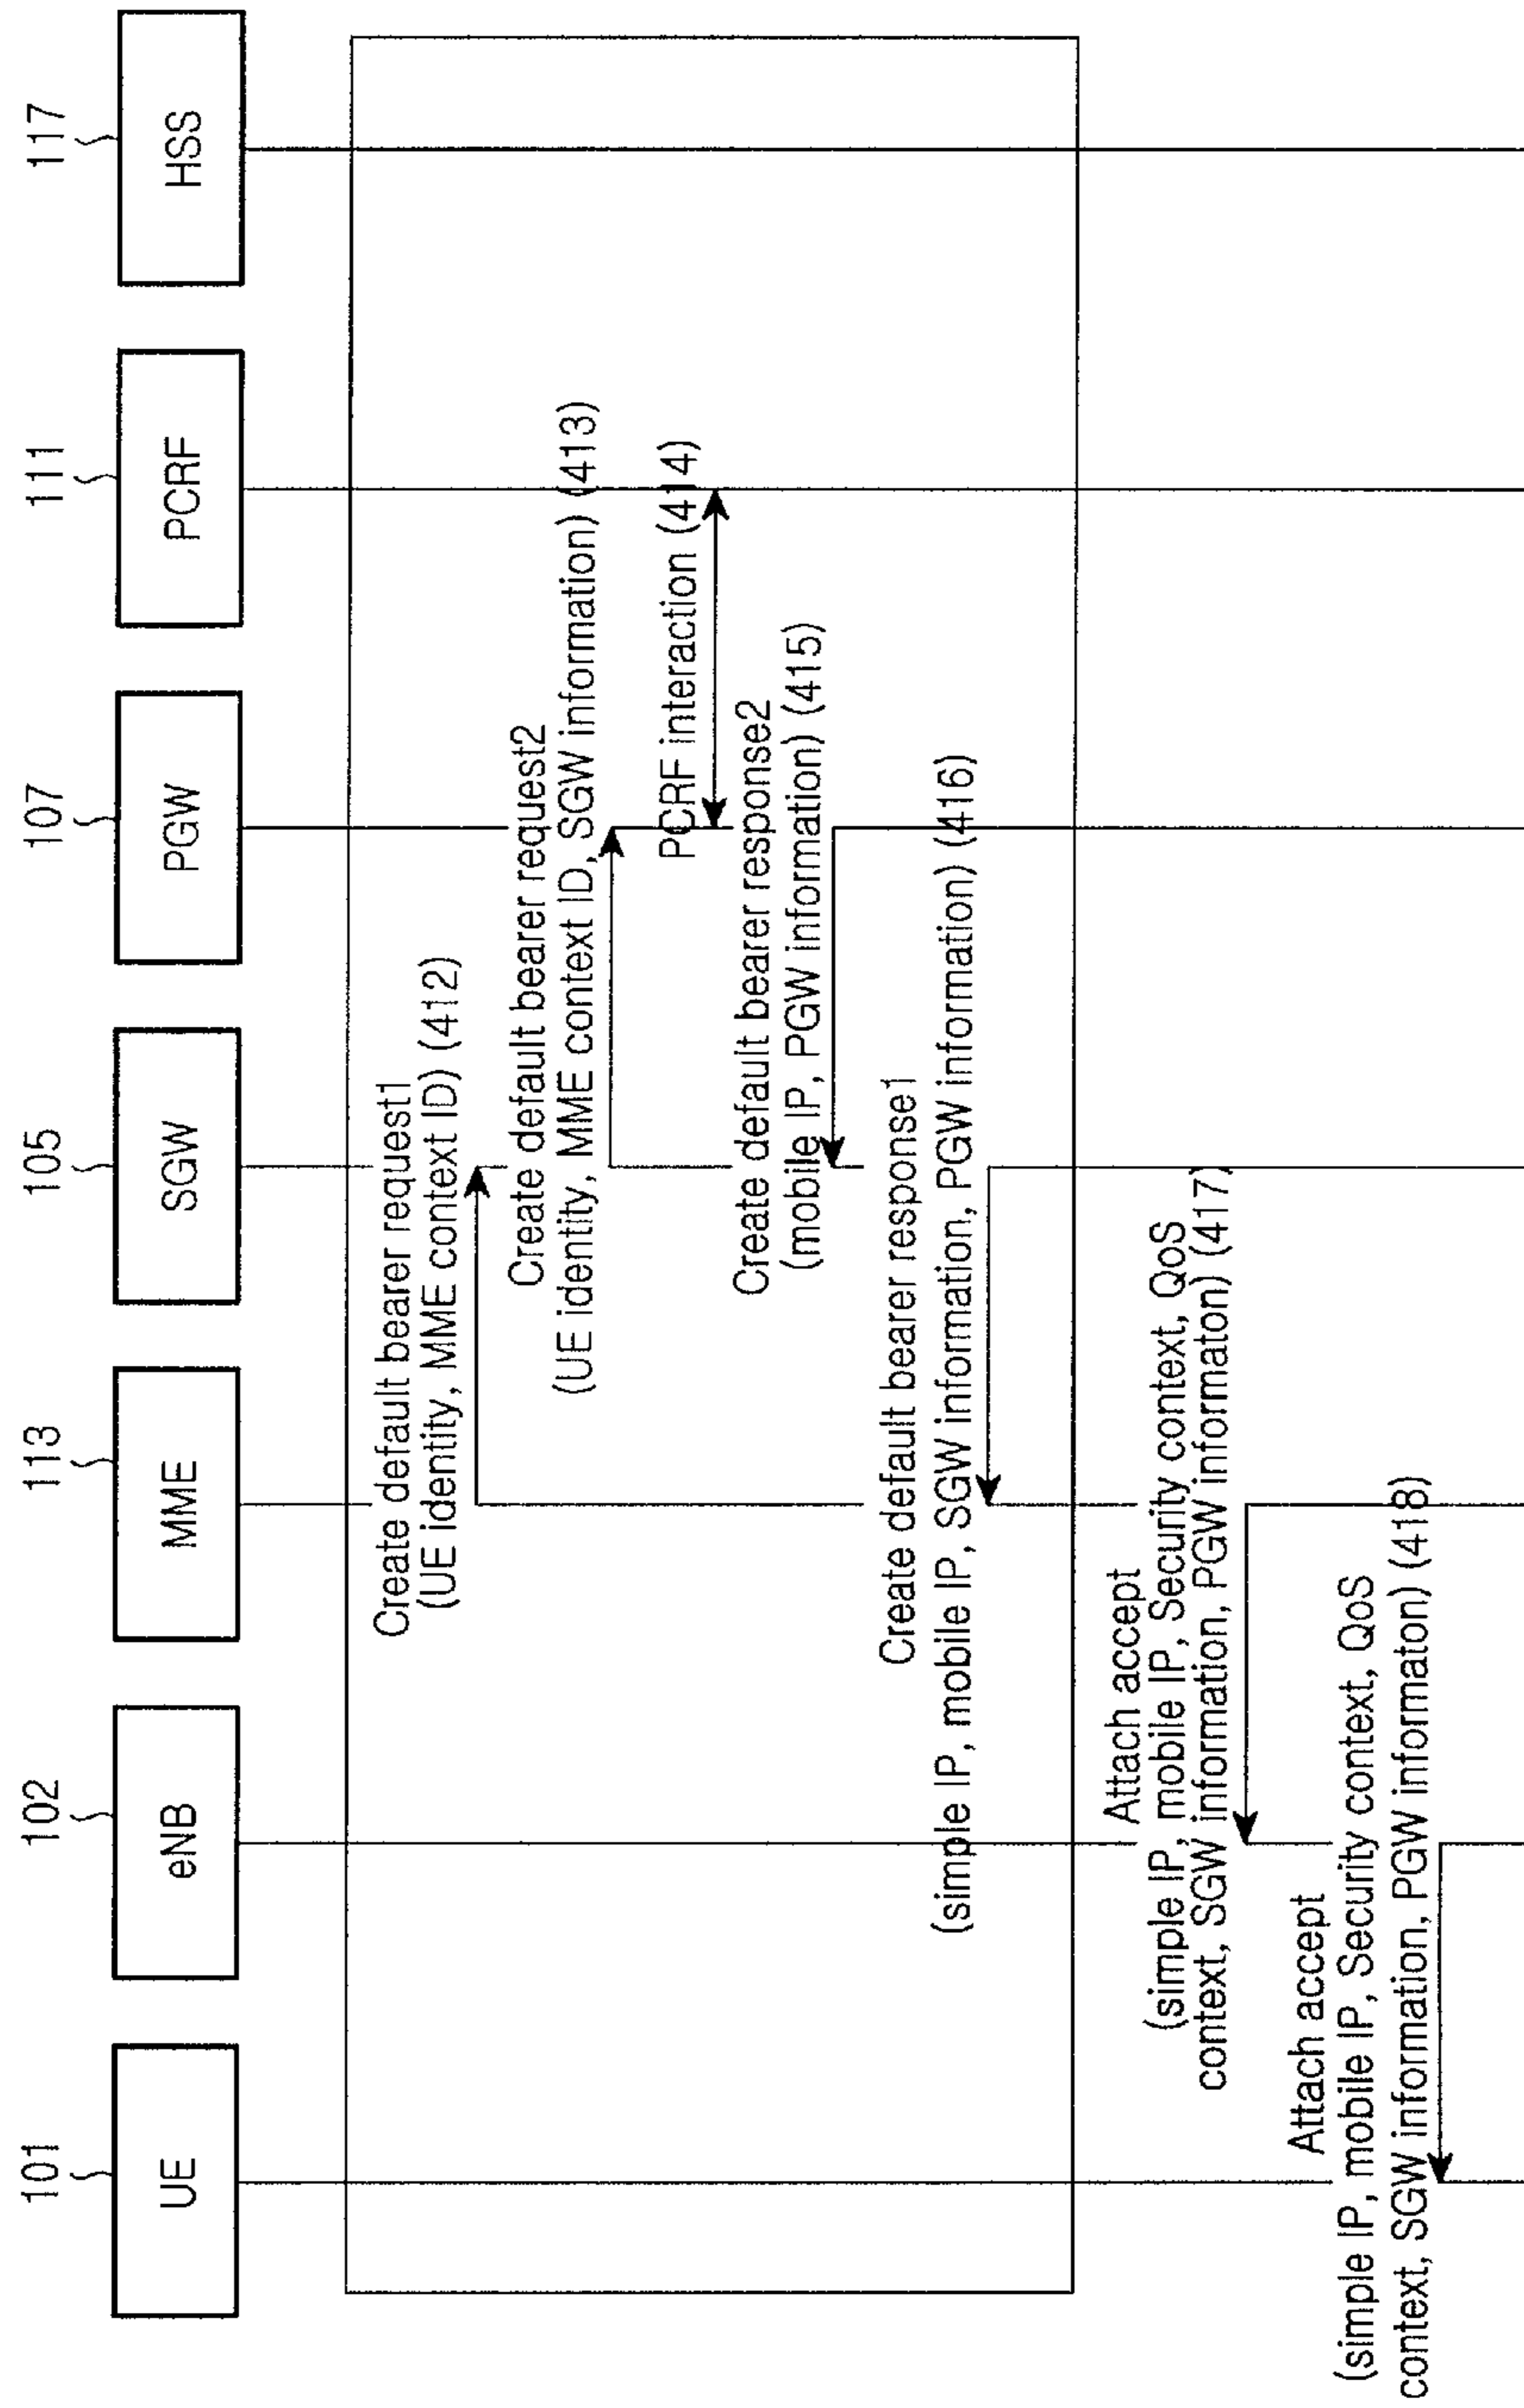 101
102
113
105
107
111
117
UE
eNB
MME
SGW
PGW
PCRF
HSS
Create default bearer request1
(UE identity, MME context ID) (412)
Create default bearer request2
(UE identity, MME context ID, SGW information) (413)
PCRF interaction (414)
Create default bearer response2
(mobile IP, PGW information) (415)
Create default bearer response1
(simple IP, mobile IP, SGW information, PGW information) (416)
Attach accept
(simple IP, mobile IP, Security context, QoS
context, SGW information, PGW informaton) (417)
Attach accept
(simple IP, mobile IP, Security context, QoS
context, SGW information, PGW informaton) (418)